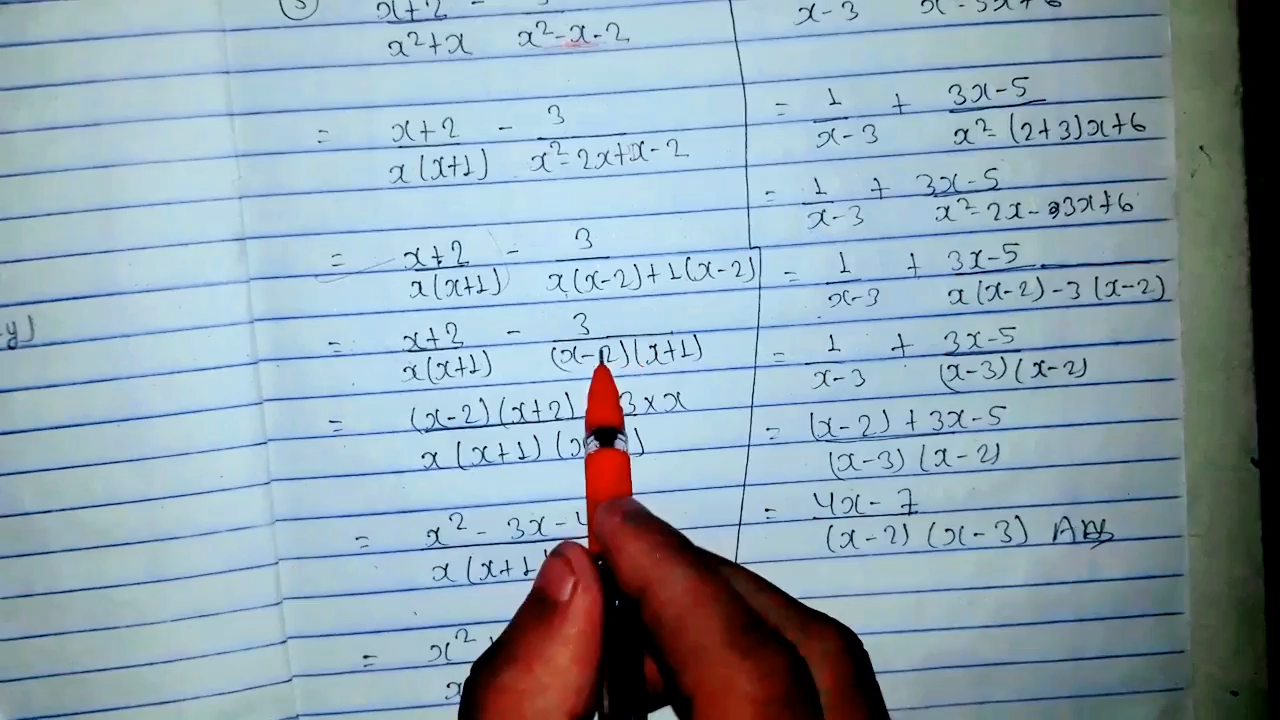 3) x+2 -
x²+x x²-x-2
= x+2 / x(x+1) - 3 / x²-2x+x-2
= x+2 / x(x+1) - 3 / x(x-2)+1(x-2)
= x+2 / x(x+1) - 3 / (x-2)(x+1)
= (x-2)(x+2) 3×x / x(x+1)(x )
= x²-3x- / x(x+1
= x²
x-3
= 1 / x-3 + 3x-5 / x²-(2+3)x+6
= 1 / x-3 + 3x-5 / x²-2x-3x+6
= 1 / x-3 + 3x-5 / x(x-2)-3(x-2)
= 1 / x-3 + 3x-5 / (x-3)(x-2)
= (x-2)+3x-5 / (x-3)(x-2)
= 4x-7 / (x-2)(x-3) Ans
-y)